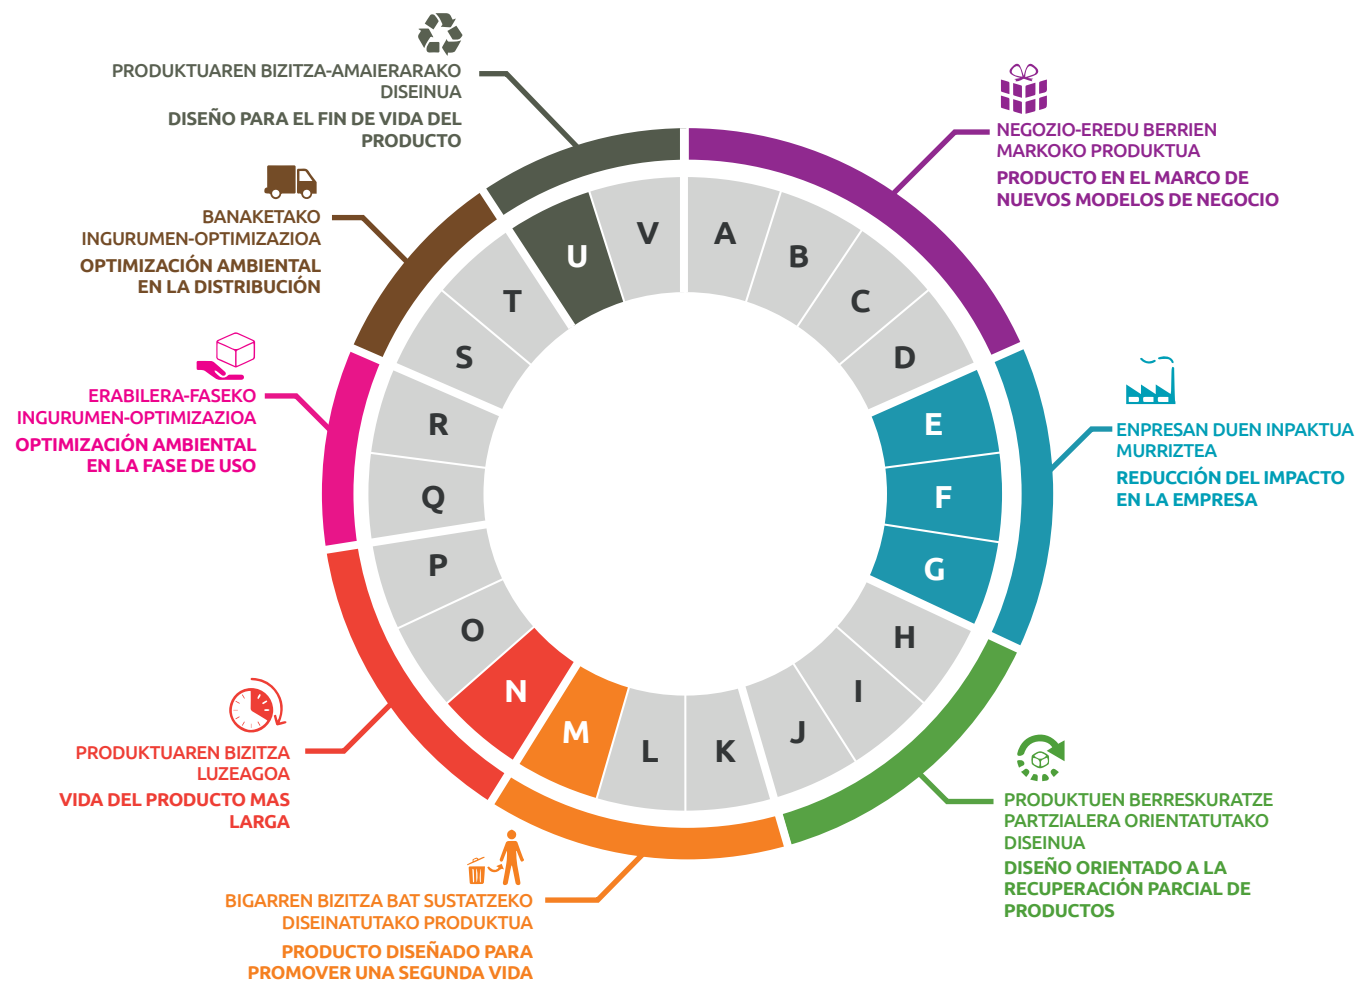 PRODUKTUAREN BIZITZA-AMAIERARAKO
DISEINUA
DISEÑO PARA EL FIN DE VIDA DEL
PRODUCTO
NEGOZIO-EREDU BERRIEN
MARKOKO PRODUKTUA
PRODUCTO EN EL MARCO DE
NUEVOS MODELOS DE NEGOCIO
BANAKETAKO
INGURUMEN-OPTIMIZAZIOA
OPTIMIZACIÓN AMBIENTAL
EN LA DISTRIBUCIÓN
ERABILERA-FASEKO
INGURUMEN-OPTIMIZAZIOA
OPTIMIZACIÓN AMBIENTAL
EN LA FASE DE USO
ENPRESAN DUEN INPAKTUA
MURRIZTEA
REDUCCIÓN DEL IMPACTO
EN LA EMPRESA
PRODUKTUAREN BIZITZA
LUZEAGOA
VIDA DEL PRODUCTO MAS
LARGA
PRODUKTUEN BERRESKURATZE
PARTZIALERA ORIENTATUTAKO
DISEINUA
DISEÑO ORIENTADO A LA
RECUPERACIÓN PARCIAL DE
PRODUCTOS
BIGARREN BIZITZA BAT SUSTATZEKO
DISEINATUTAKO PRODUKTUA
PRODUCTO DISEÑADO PARA
PROMOVER UNA SEGUNDA VIDA
A
B
C
D
E
F
G
H
I
J
K
L
M
N
O
P
Q
R
S
T
U
V